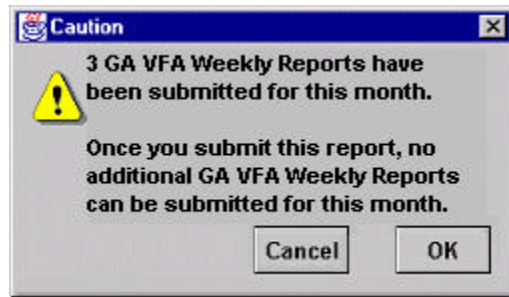 Caution
3 GA VFA Weekly Reports have
been submitted for this month.
Once you submit this report, no
additional GA VFA Weekly Reports
can be submitted for this month.
Cancel OK